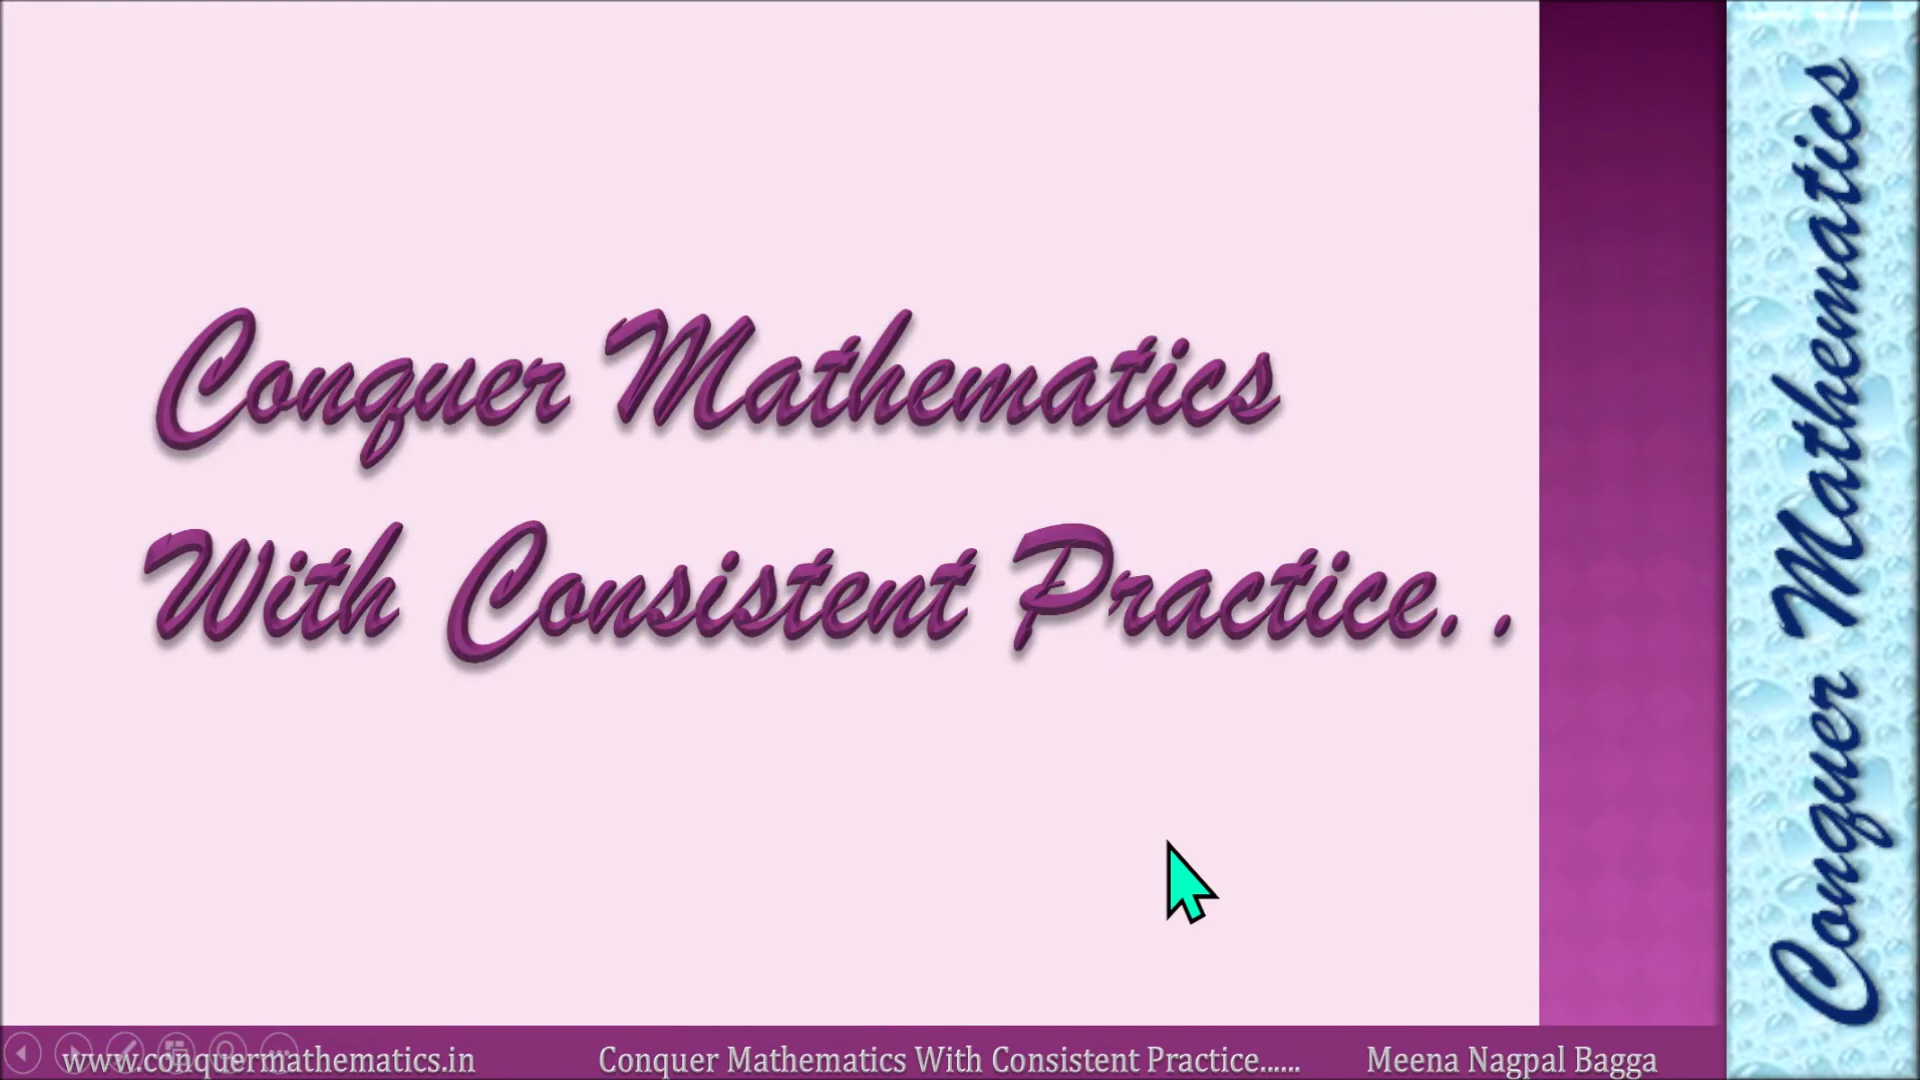 Conquer Mathematics
With Consistent Practice. .
Conquer Mathematics
www.conquermathematics.in
Conquer Mathematics With Consistent Practice......
Meena Nagpal Bagga